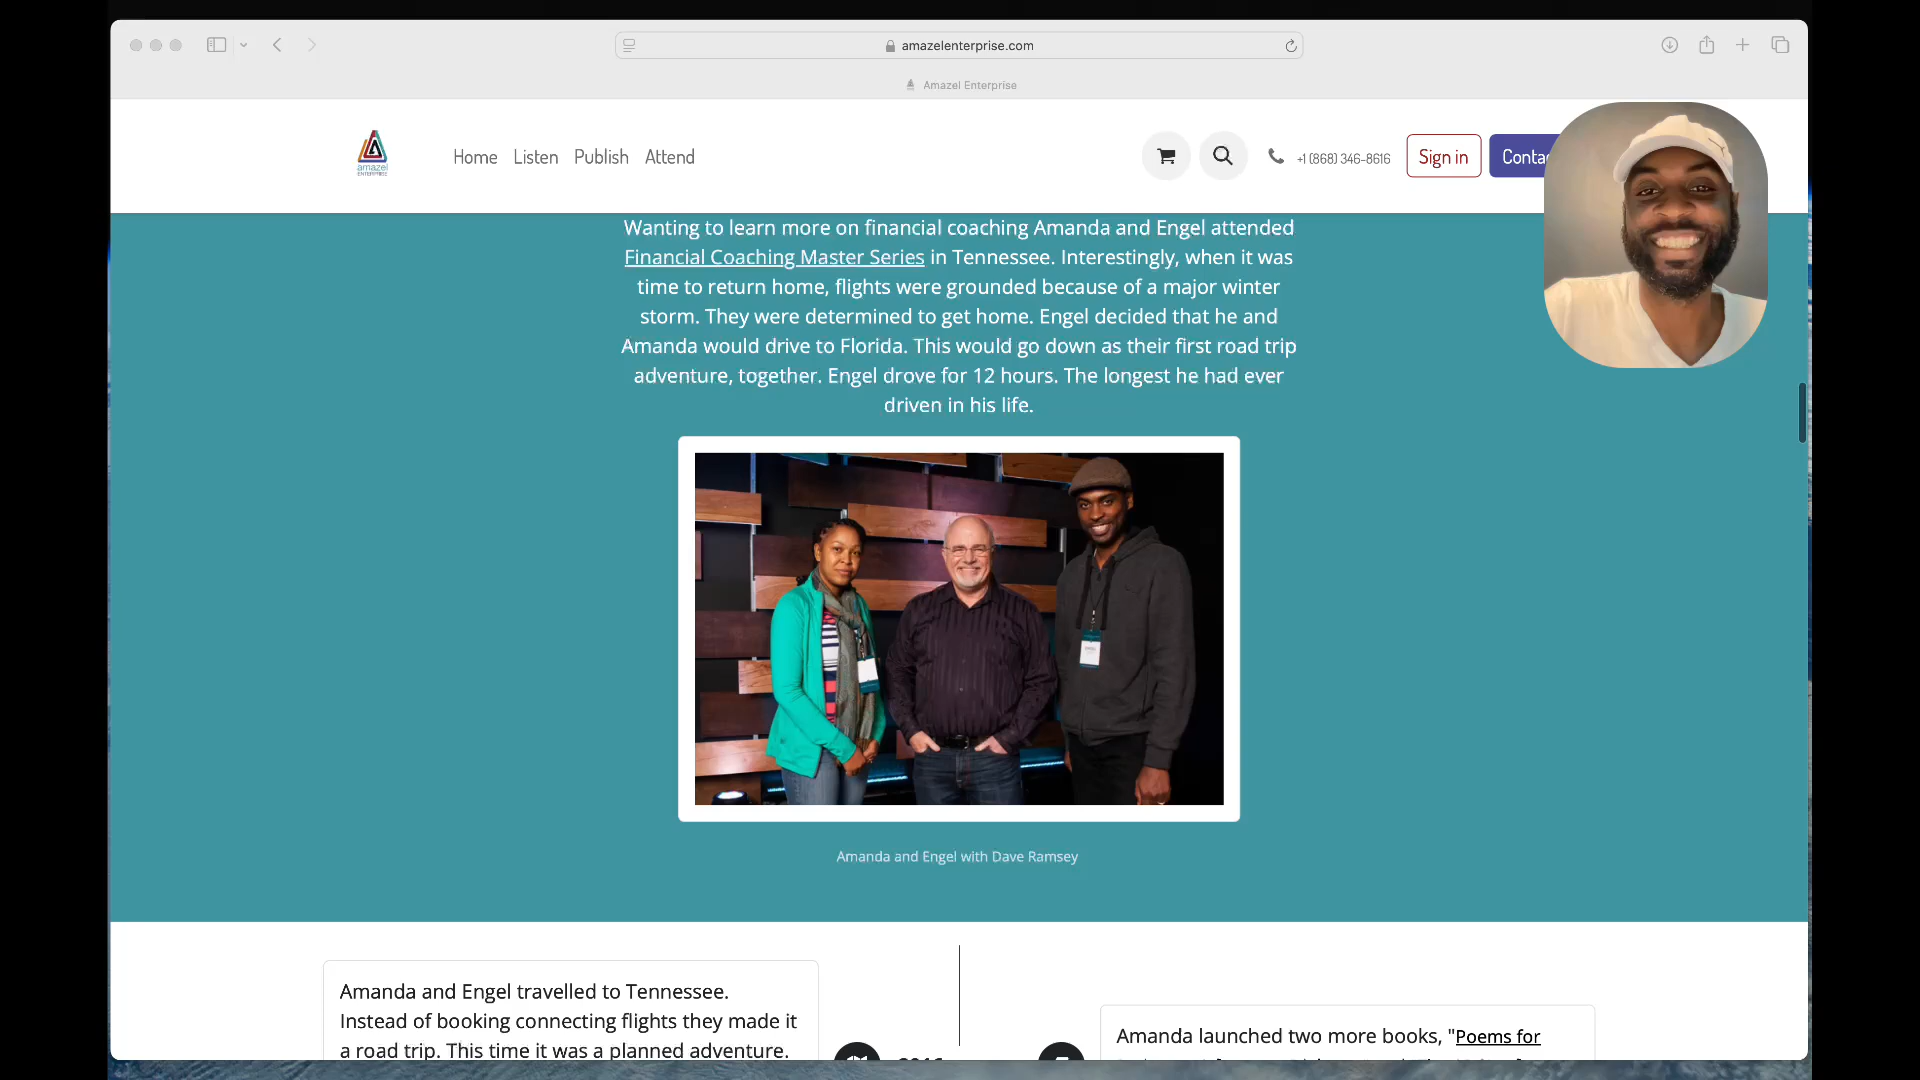 amazelenterprise.com
Amazel Enterprise
amazel
ENTERPRISE
Home Listen Publish Attend
+1 (868) 346-8616
Sign in
Contac
Wanting to learn more on financial coaching Amanda and Engel attended
Financial Coaching Master Series in Tennessee. Interestingly, when it was
time to return home, flights were grounded because of a major winter
storm. They were determined to get home. Engel decided that he and
Amanda would drive to Florida. This would go down as their first road trip
adventure, together. Engel drove for 12 hours. The longest he had ever
driven in his life.
Amanda and Engel with Dave Ramsey
Amanda and Engel travelled to Tennessee.
Instead of booking connecting flights they made it
a road trip. This time it was a planned adventure.
Amanda launched two more books, "Poems for